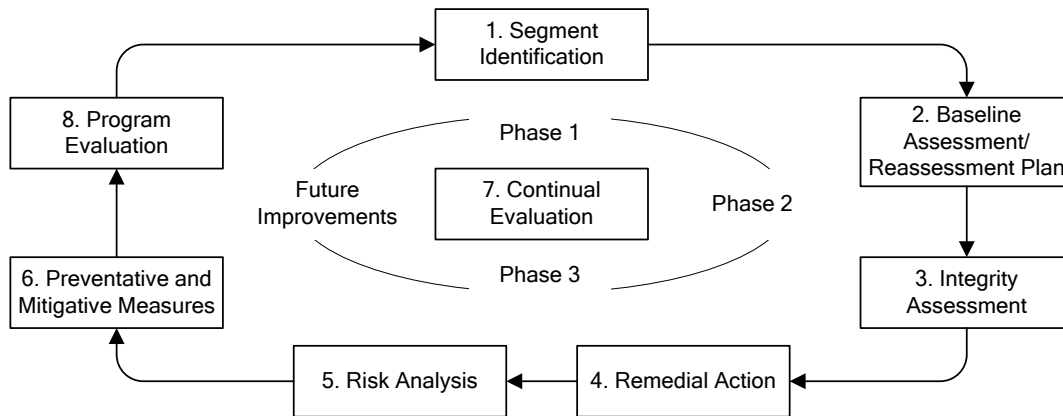 1. Segment
Identification
2. Baseline
Assessment/
Reassessment Plan
3. Integrity
Assessment
4. Remedial Action
5. Risk Analysis
6. Preventative and
Mitigative Measures
8. Program
Evaluation
Phase 1
Phase 2
Phase 3
Future
Improvements
7. Continual
Evaluation